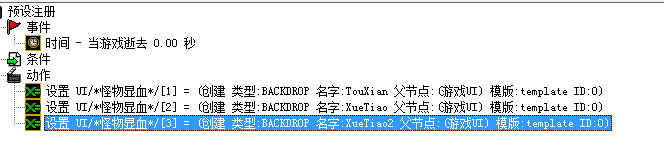 预设注册
事件
时间 - 当游戏逝去 0.00 秒
条件
动作
设置 UI/*怪物显血*/[1] = (创建 类型:BACKDROP 名字:TouXian 父节点:(游戏UI) 模版:template ID:0)
设置 UI/*怪物显血*/[2] = (创建 类型:BACKDROP 名字:XueTiao 父节点:(游戏UI) 模版:template ID:0)
设置 UI/*怪物显血*/[3] = (创建 类型:BACKDROP 名字:XueTiao2 父节点:(游戏UI) 模版:template ID:0)